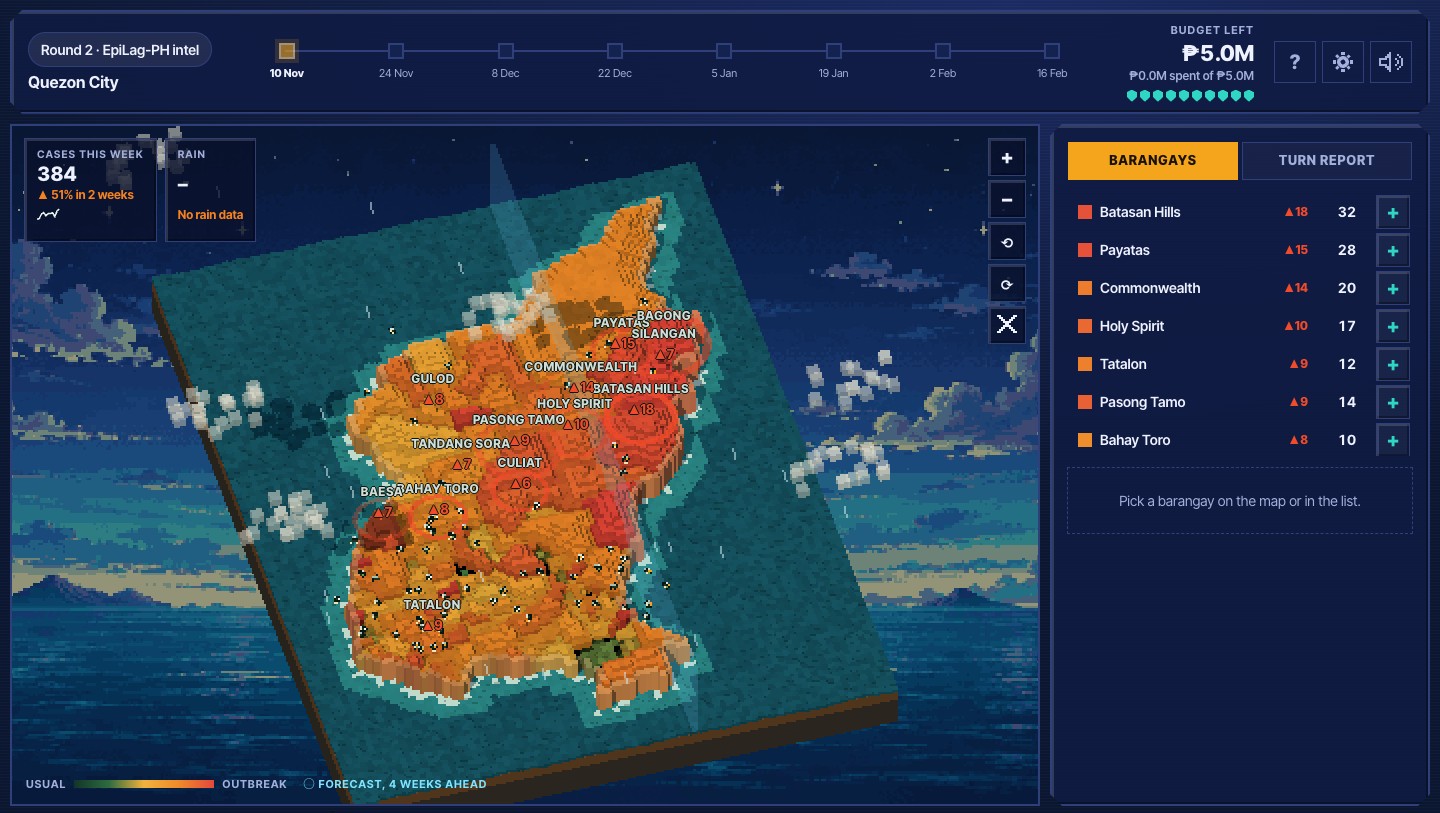 Round 2 · EpiLag-PH intel
Quezon City
10 Nov
24 Nov
8 Dec
22 Dec
5 Jan
19 Jan
2 Feb
16 Feb
BUDGET LEFT
₱5.0M
₱0.0M spent of ₱5.0M
?
CASES THIS WEEK
384
▲ 51% in 2 weeks
RAIN
–
No rain data
+
−
⟲
⟳
PAYATAS
▲15
BAGONG
SILANGAN
▲7
COMMONWEALTH
▲14
GULOD
▲8
BATASAN HILLS
▲18
HOLY SPIRIT
▲10
PASONG TAMO
▲9
TANDANG SORA
▲7
CULIAT
▲6
BAESA
▲7
BAHAY TORO
▲8
TATALON
▲9
USUAL
OUTBREAK
FORECAST, 4 WEEKS AHEAD
BARANGAYS
TURN REPORT
Batasan Hills ▲18 32 +
Payatas ▲15 28 +
Commonwealth ▲14 20 +
Holy Spirit ▲10 17 +
Tatalon ▲9 12 +
Pasong Tamo ▲9 14 +
Bahay Toro ▲8 10 +
Pick a barangay on the map or in the list.